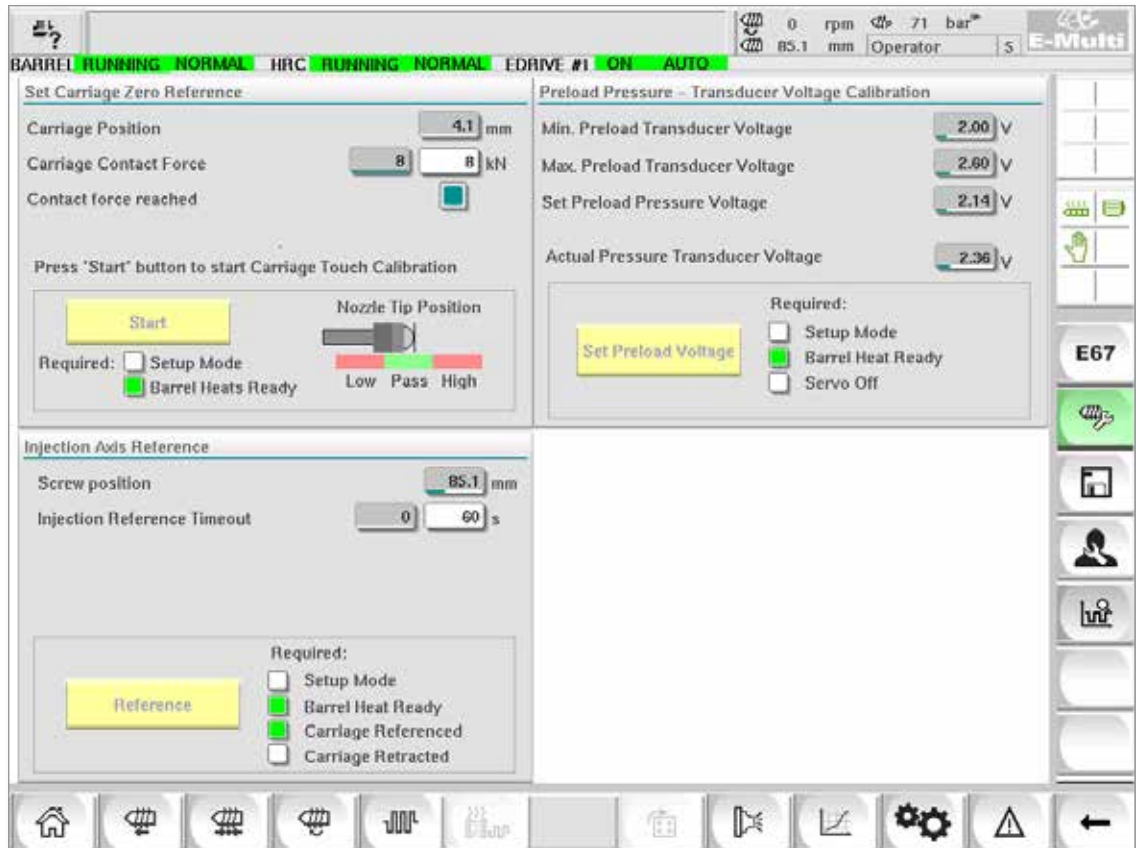 ?
0 rpm 71 bar
85.1 mm Operator S
E-Multi
BARREL RUNNING NORMAL HRC RUNNING NORMAL EDRIVE #1 ON AUTO
Set Carriage Zero Reference
Carriage Position 4.1 mm
Carriage Contact Force 8 8 kN
Contact force reached
Press "Start" button to start Carriage Touch Calibration
Start
Required: Setup Mode
Barrel Heats Ready
Nozzle Tip Position
Low Pass High
Preload Pressure - Transducer Voltage Calibration
Min. Preload Transducer Voltage 2.00 V
Max. Preload Transducer Voltage 2.60 V
Set Preload Pressure Voltage 2.14 V
Actual Pressure Transducer Voltage 2.36 V
Set Preload Voltage
Required:
Setup Mode
Barrel Heat Ready
Servo Off
Injection Axis Reference
Screw position 85.1 mm
Injection Reference Timeout 0 60 s
Reference
Required:
Setup Mode
Barrel Heat Ready
Carriage Referenced
Carriage Retracted
E67